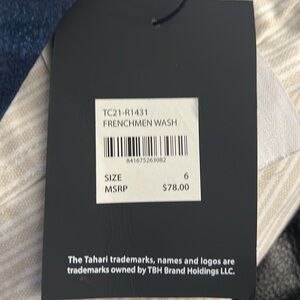 TC21-R1431
FRENCHMEN WASH
841675263082
SIZE 6
MSRP $78.00
The Tahari trademarks, names and logos are
trademarks owned by TBH Brand Holdings LLC.